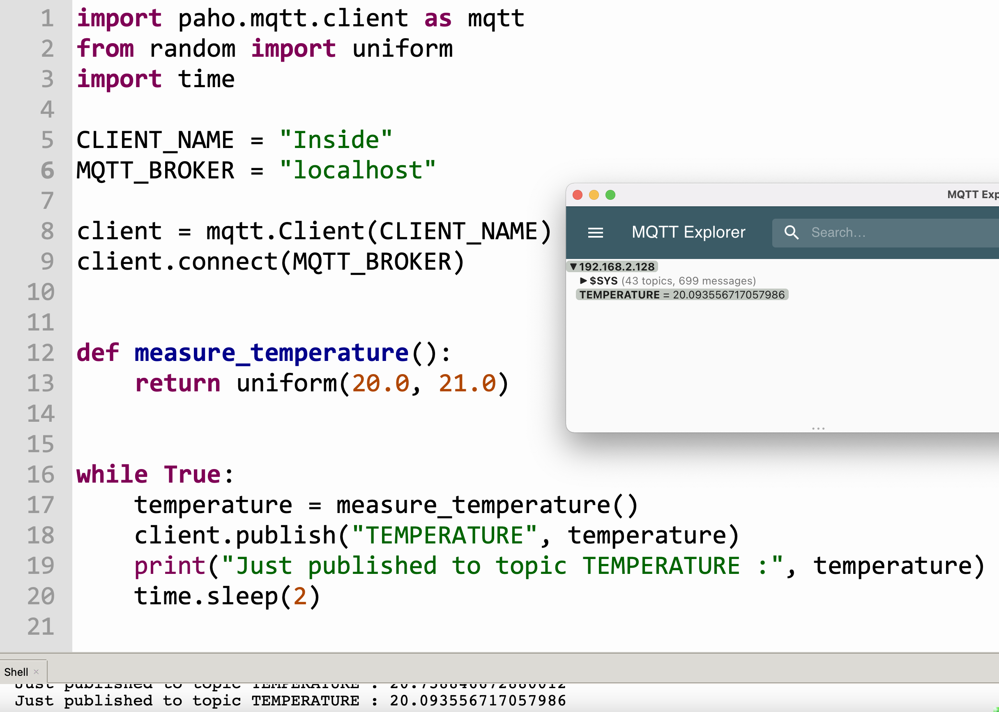 1 import paho.mqtt.client as mqtt
2 from random import uniform
3 import time
4
5 CLIENT_NAME = "Inside"
6 MQTT_BROKER = "localhost"
7
8 client = mqtt.Client(CLIENT_NAME)
9 client.connect(MQTT_BROKER)
10
11
12 def measure_temperature():
13     return uniform(20.0, 21.0)
14
15
16 while True:
17     temperature = measure_temperature()
18     client.publish("TEMPERATURE", temperature)
19     print("Just published to topic TEMPERATURE :", temperature)
20     time.sleep(2)
21
MQTT Exp
MQTT Explorer Search...
▼192.168.2.128
▶$SYS (43 topics, 699 messages)
TEMPERATURE = 20.093556717057986
...
Shell ×
Just published to topic TEMPERATURE :
Just published to topic TEMPERATURE : 20.093556717057986